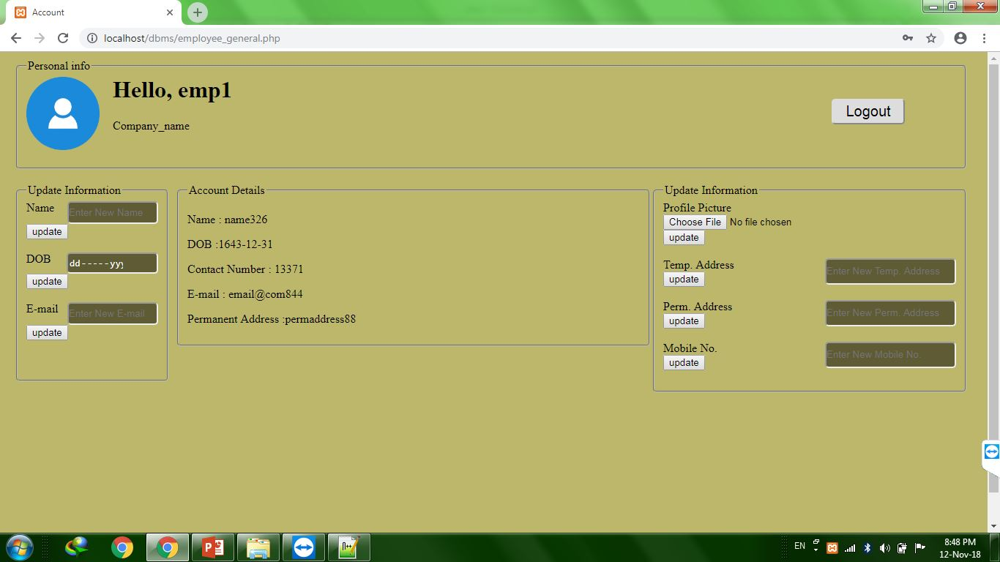 Account
localhost/dbms/employee_general.php
Personal info
Hello, emp1
Company_name
Logout
Update Information
Name Enter New Name
update
DOB dd-----yyy
update
E-mail Enter New E-mail
update
Account Details
Name : name326
DOB :1643-12-31
Contact Number : 13371
E-mail : email@com844
Permanent Address :permaddress88
Update Information
Profile Picture
Choose File No file chosen
update
Temp. Address Enter New Temp. Address
update
Perm. Address Enter New Perm. Address
update
Mobile No. Enter New Mobile No.
update
EN 8:48 PM
12-Nov-18